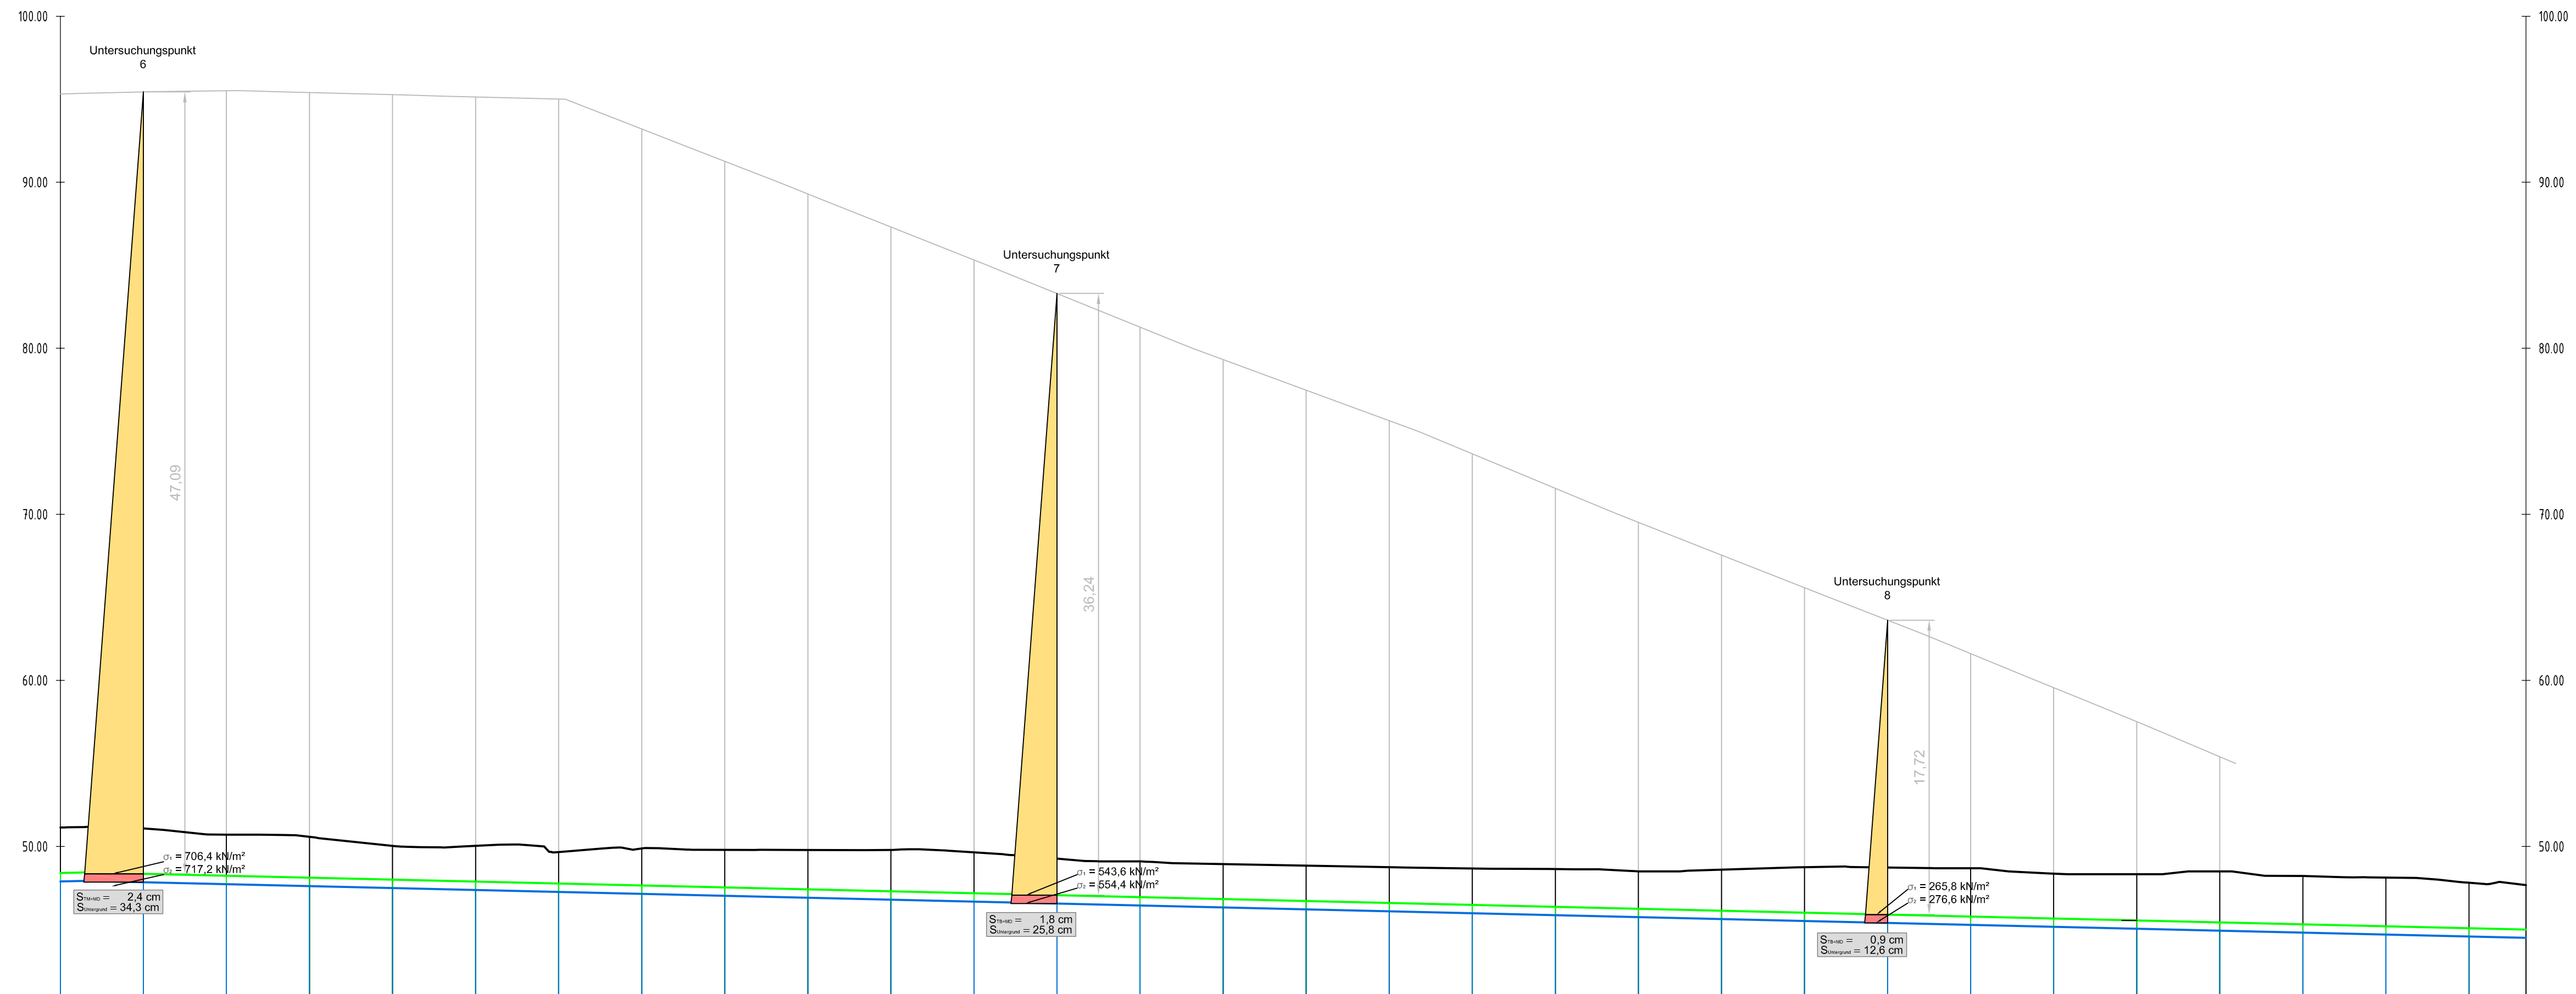 100.00
100.00
Untersuchungspunkt
6
90.00
90.00
Untersuchungspunkt
7
80.00
80.00
47,09
70.00
70.00
36,24
Untersuchungspunkt
8
60.00
60.00
17,72
50.00
50.00
σ₁ = 706,4 kN/m²
σ₂ = 717,2 kN/m²
STM+MD = 2,4 cm
SUntergrund = 34,3 cm
σ₁ = 543,6 kN/m²
σ₂ = 554,4 kN/m²
STB+MD = 1,8 cm
SUntergrund = 25,8 cm
σ₁ = 265,8 kN/m²
σ₂ = 276,6 kN/m²
STB+MD = 0,9 cm
SUntergrund = 12,6 cm